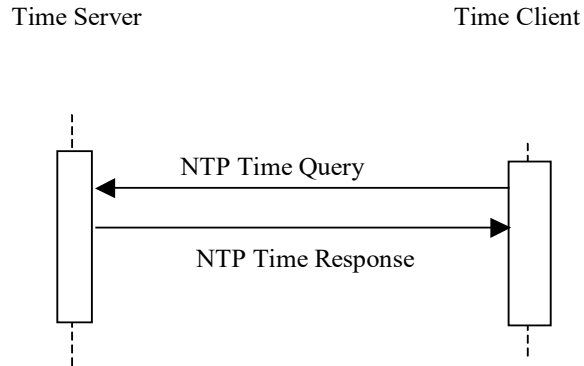 Time Server
Time Client
NTP Time Query
NTP Time Response